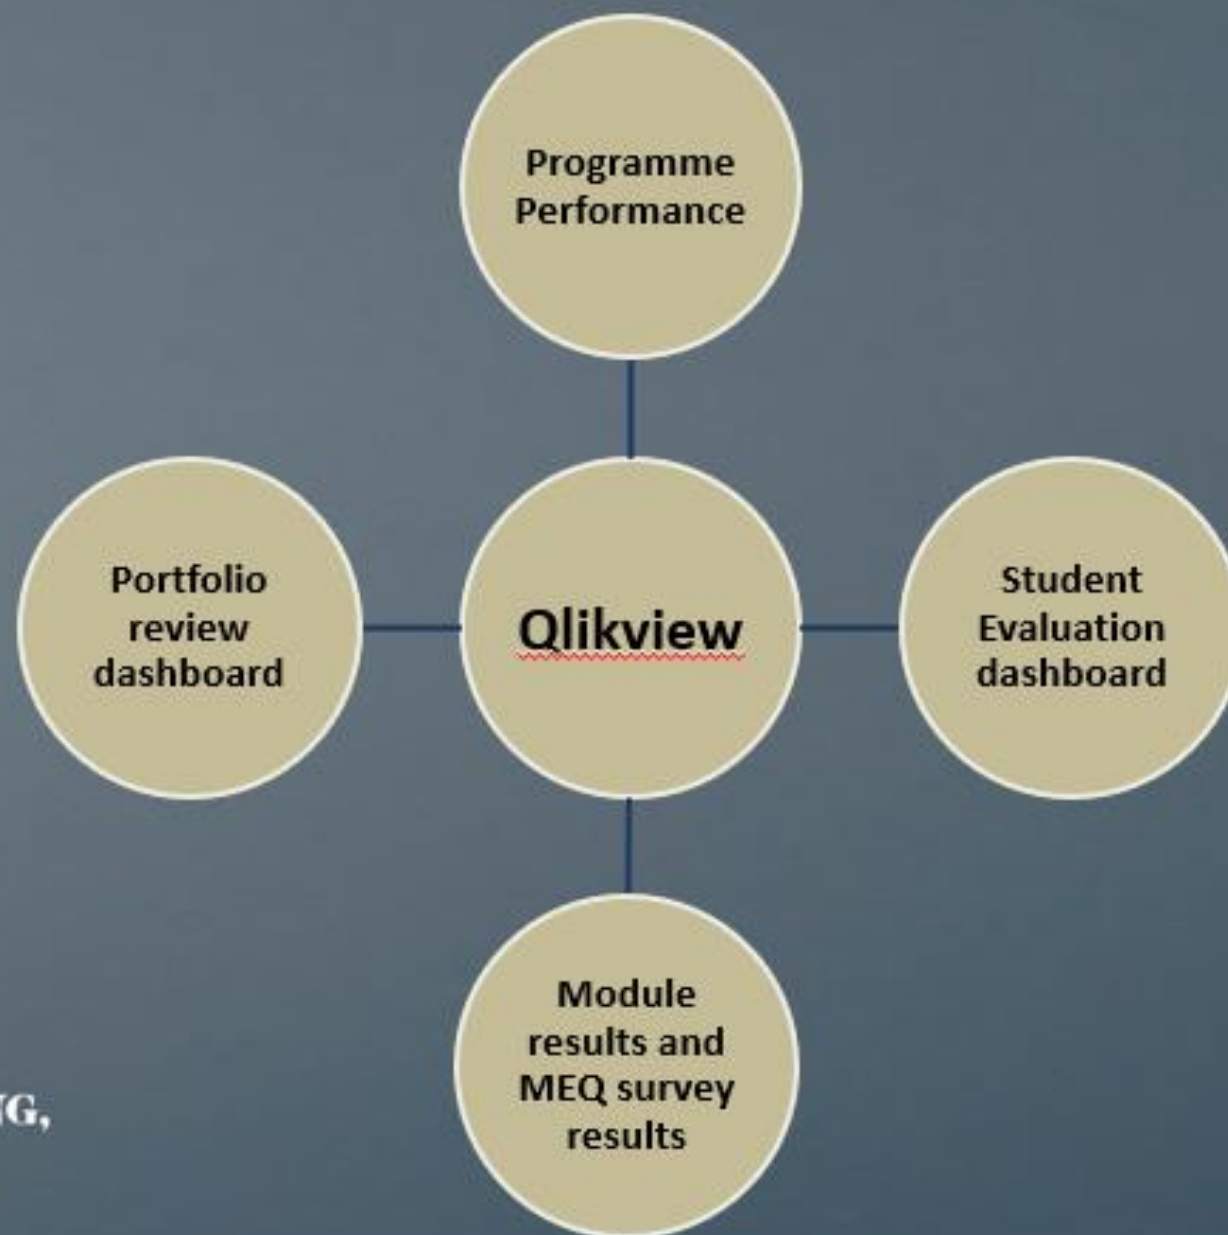 Programme
Performance
Portfolio
review
dashboard
Qlikview
Student
Evaluation
dashboard
Module
results and
MEQ survey
results